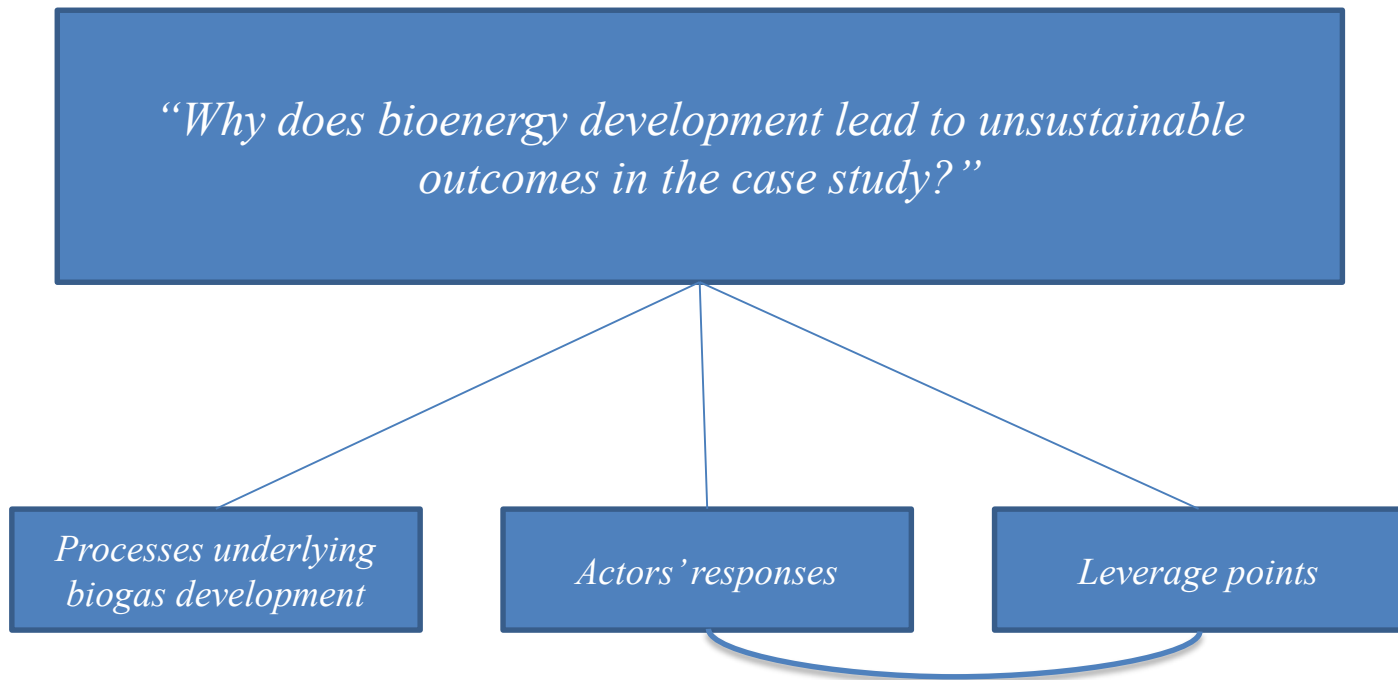 “Why does bioenergy development lead to unsustainable
outcomes in the case study?”
Processes underlying
biogas development
Actors’ responses
Leverage points